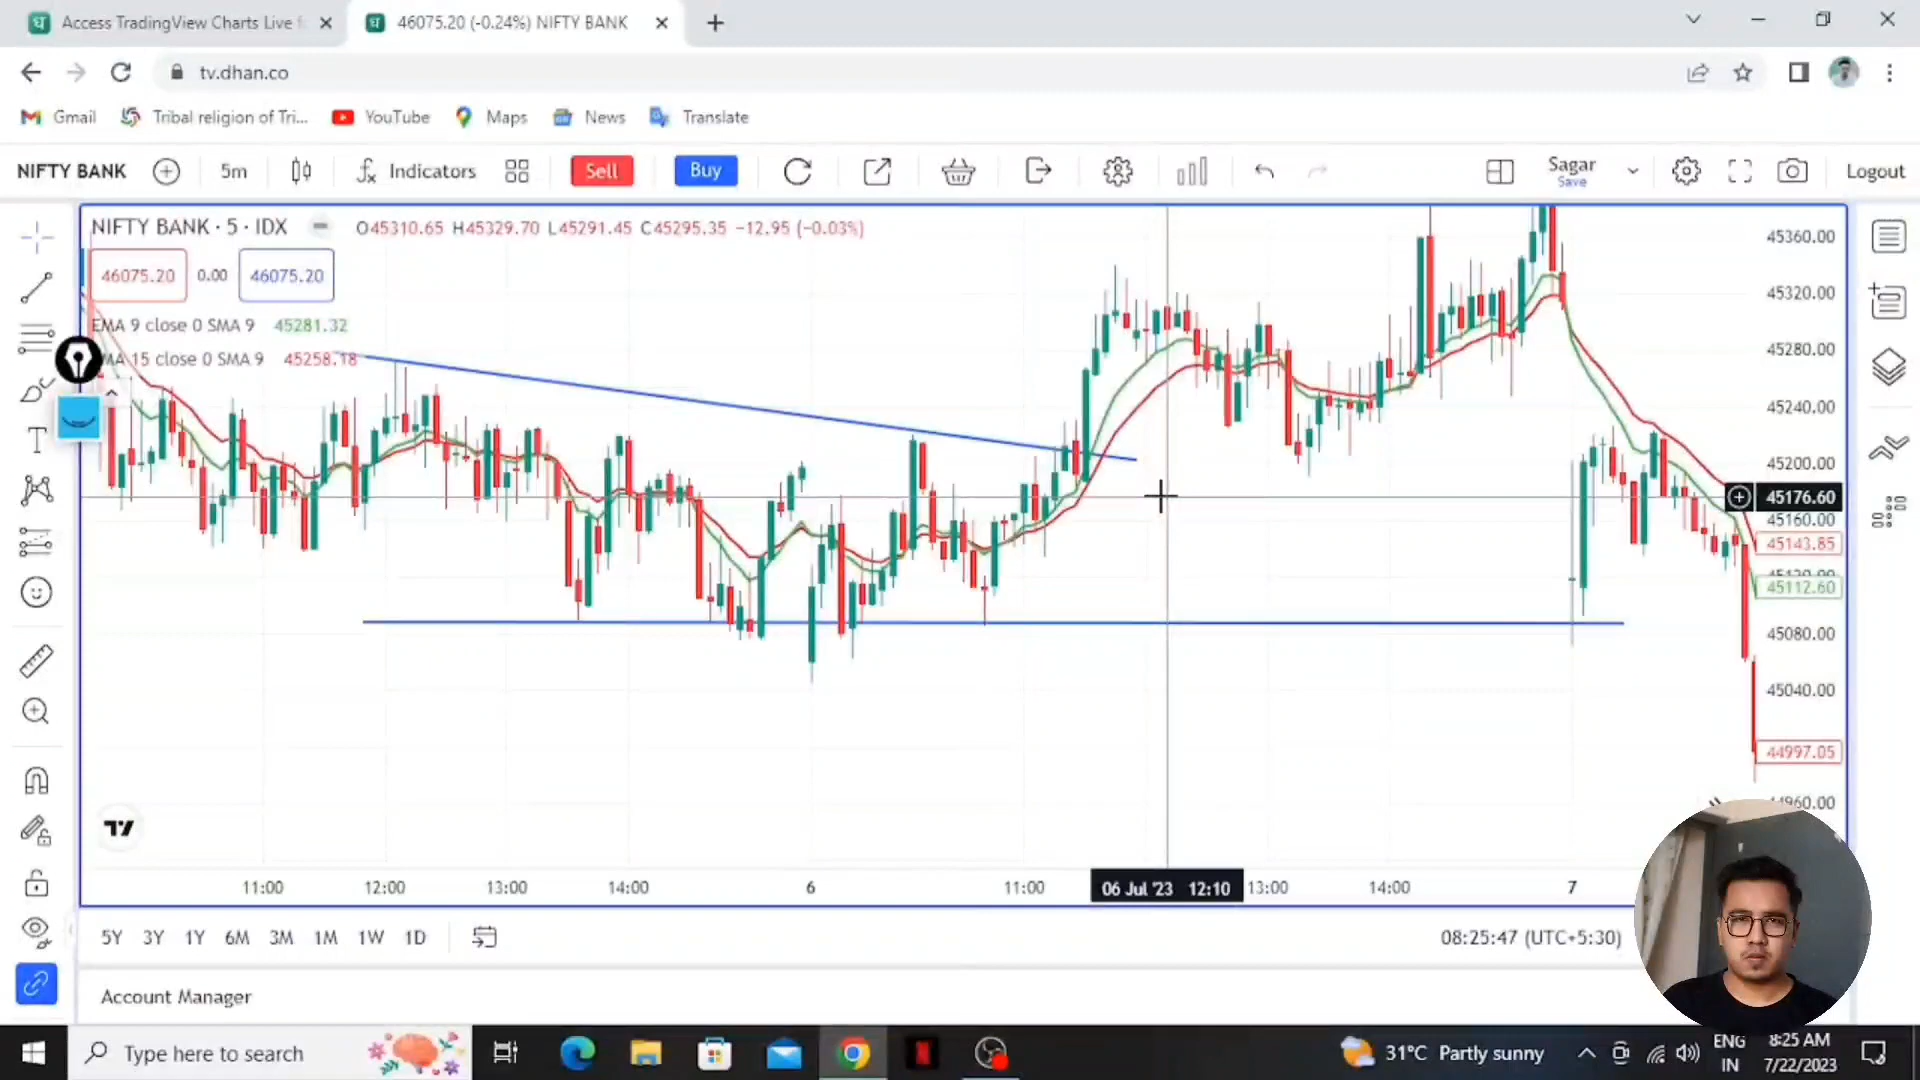 Access TradingView Charts Live f
46075.20 (-0.24%) NIFTY BANK
tv.dhan.co
Gmail
Tribal religion of Tri...
YouTube
Maps
News
Translate
NIFTY BANK
5m
Indicators
Sell
Buy
Sagar
Save
Logout
NIFTY BANK · 5 · IDX
O45310.65 H45329.70 L45291.45 C45295.35 −12.95 (−0.03%)
46075.20
0.00
46075.20
EMA 9 close 0 SMA 9 45281.32
MA 15 close 0 SMA 9 45258.18
45360.00
45320.00
45280.00
45240.00
45200.00
45176.60
45160.00
45143.85
45112.60
45080.00
45040.00
44997.05
44960.00
11:00
12:00
13:00
14:00
6
11:00
06 Jul '23 12:10
13:00
14:00
7
5Y 3Y 1Y 6M 3M 1M 1W 1D
08:25:47 (UTC+5:30)
Account Manager
Type here to search
31°C Partly sunny
ENG
IN
8:25 AM
7/22/2023